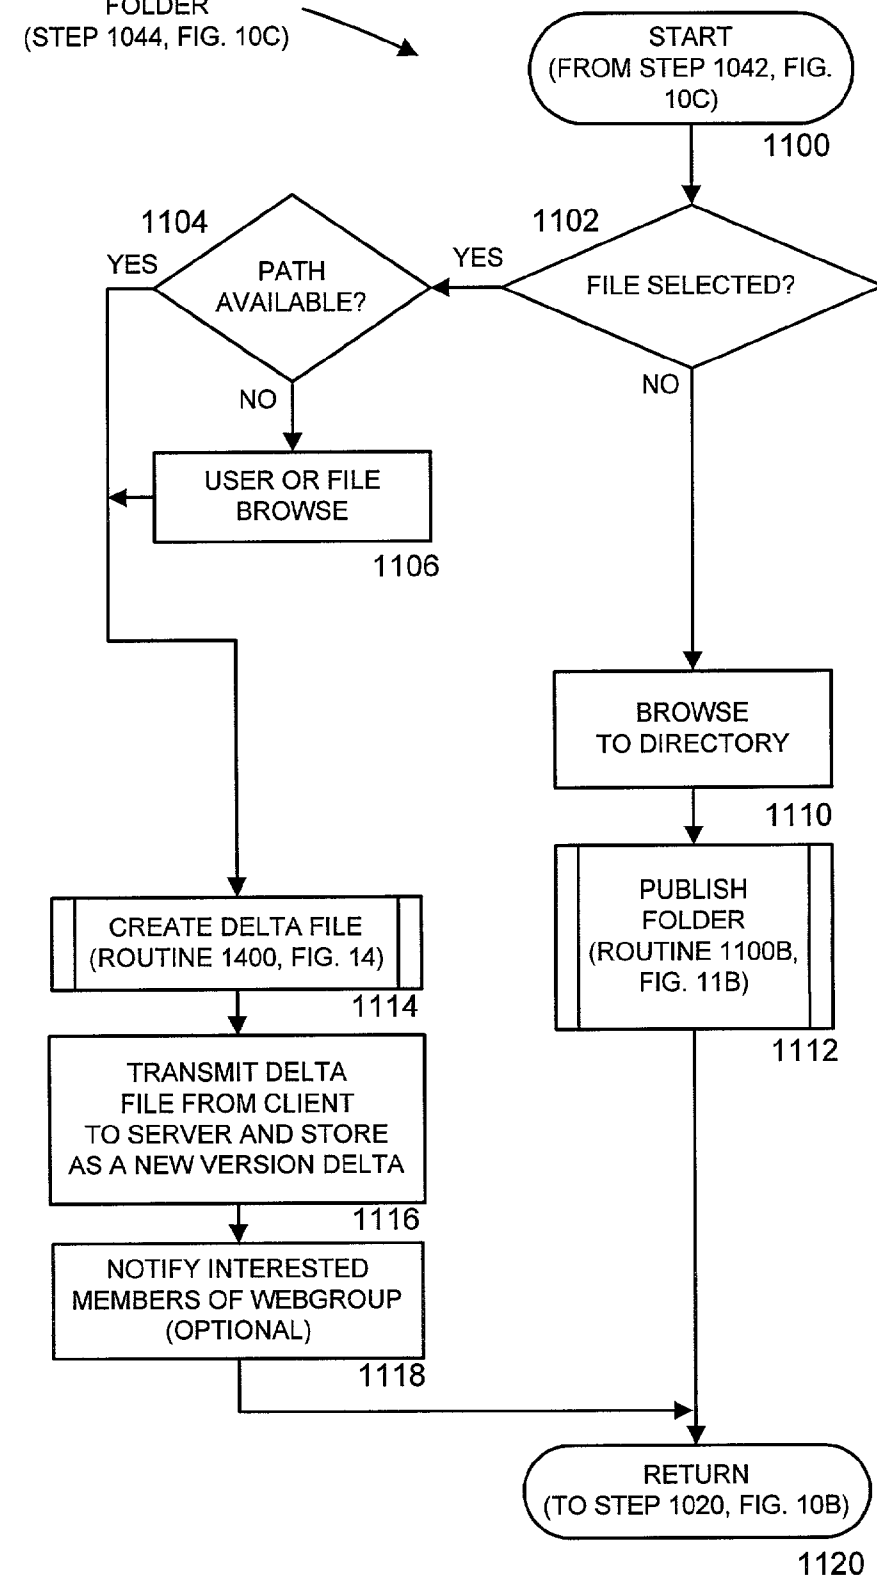 FOLDER
(STEP 1044, FIG. 10C)
START
(FROM STEP 1042, FIG.
10C)
1100
1104
1102
YES
YES
PATH
AVAILABLE?
FILE SELECTED?
NO
NO
USER OR FILE
BROWSE
1106
BROWSE
TO DIRECTORY
1110
PUBLISH
FOLDER
(ROUTINE 1100B,
FIG. 11B)
1112
CREATE DELTA FILE
(ROUTINE 1400, FIG. 14)
1114
TRANSMIT DELTA
FILE FROM CLIENT
TO SERVER AND STORE
AS A NEW VERSION DELTA
1116
NOTIFY INTERESTED
MEMBERS OF WEBGROUP
(OPTIONAL)
1118
RETURN
(TO STEP 1020, FIG. 10B)
1120